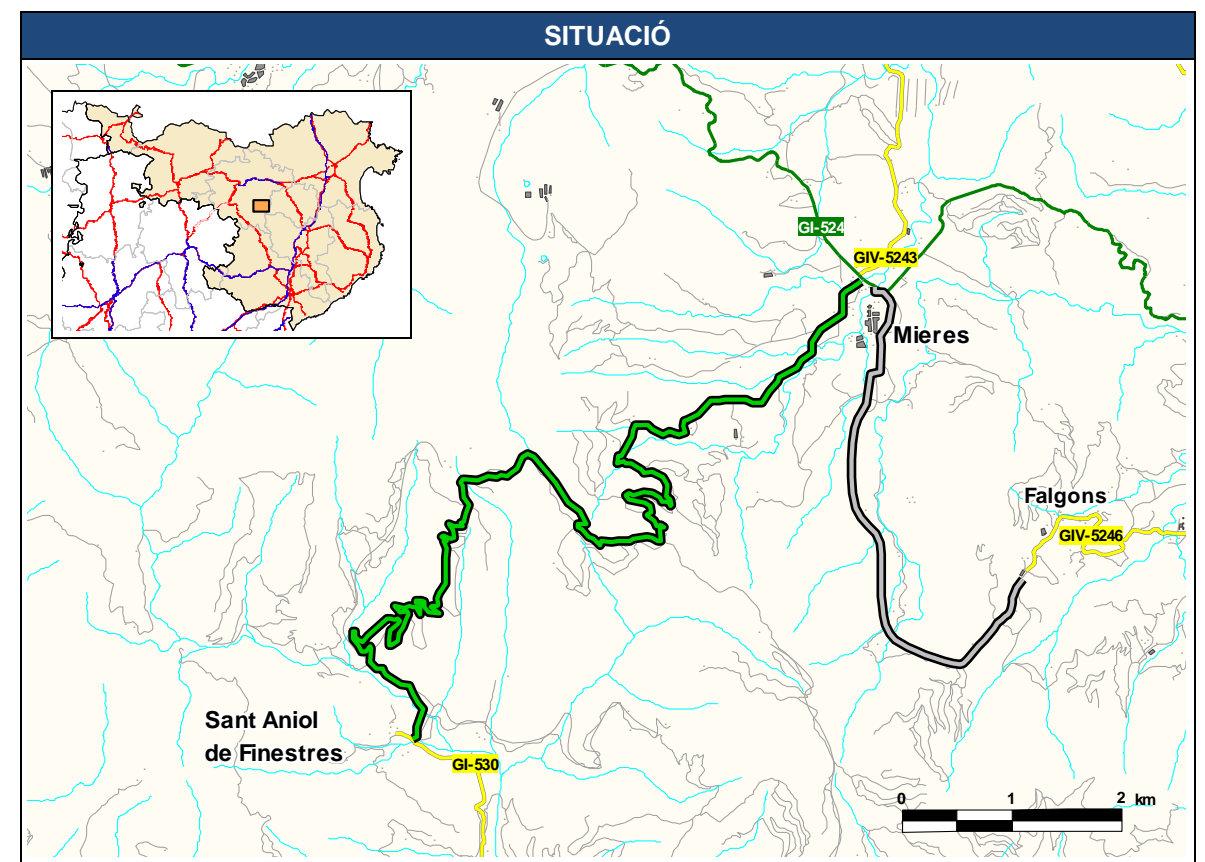 SITUACIÓ
GI-524
GIV-5243
Mieres
Falgons
GIV-5246
Sant Aniol
de Finestres
GI-530
0 1 2 km